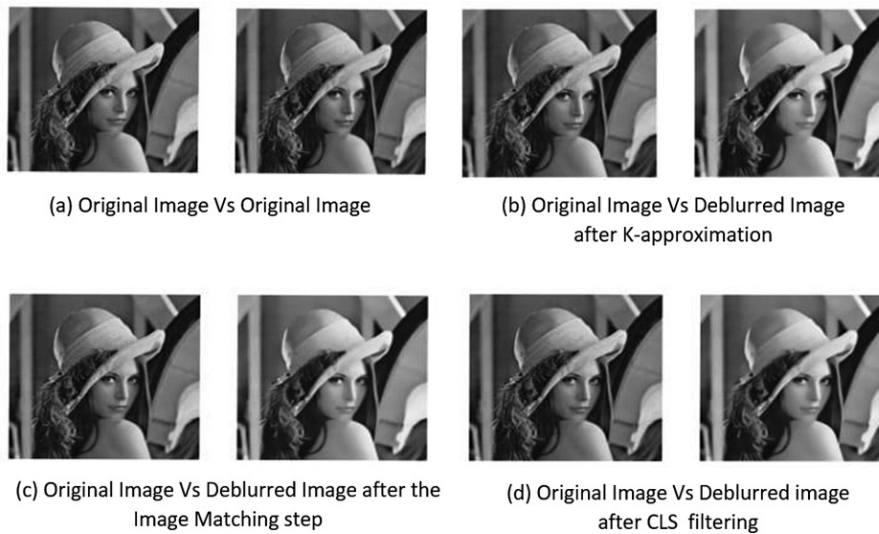 (a) Original Image Vs Original Image
(b) Original Image Vs Deblurred Image
after K-approximation
(c) Original Image Vs Deblurred Image after the
Image Matching step
(d) Original Image Vs Deblurred image
after CLS filtering